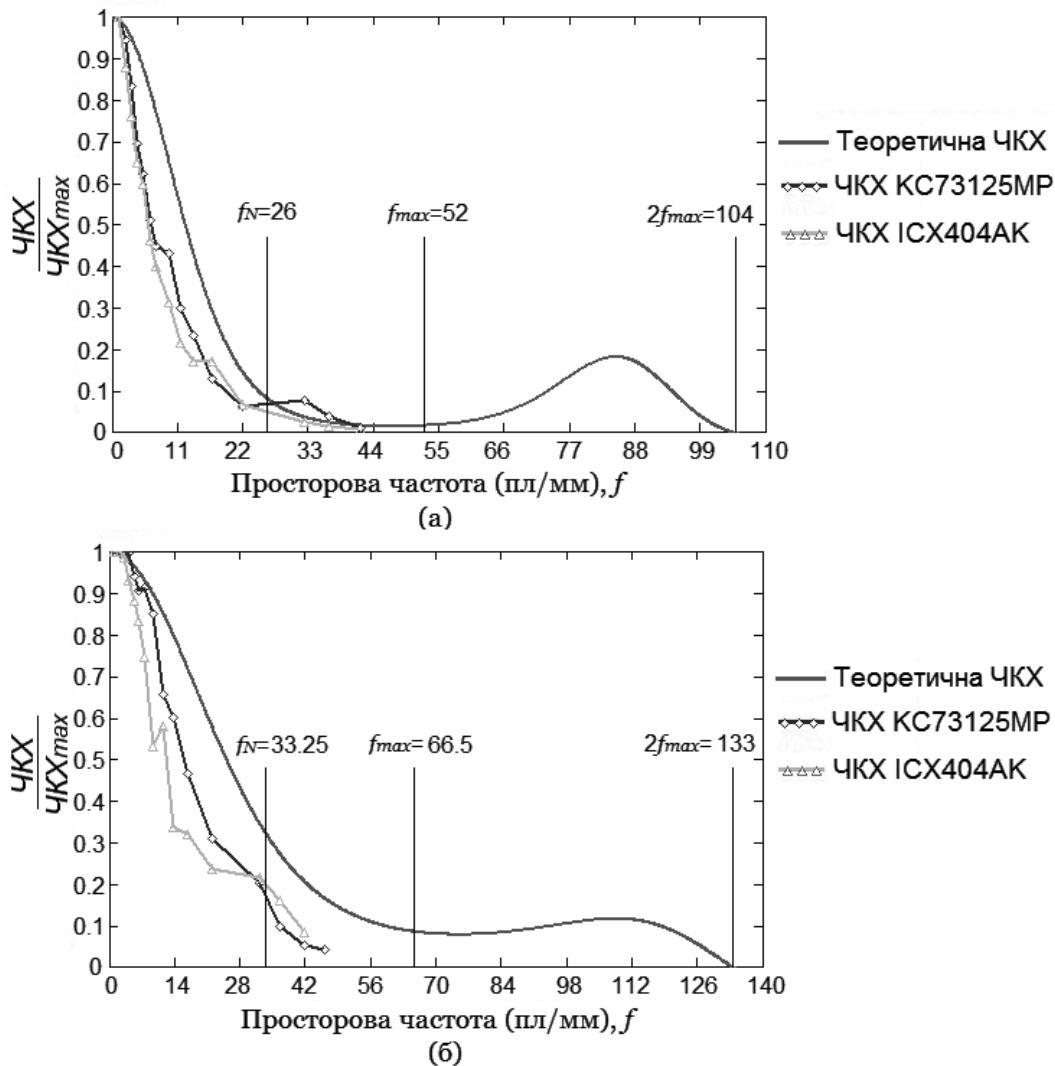 1
0.9
0.8
0.7
0.6
0.5
0.4
0.3
0.2
0.1
0
ЧКХ
ЧКХmax
fN=26
fmax=52
2fmax=104
0 11 22 33 44 55 66 77 88 99 110
Просторова частота (пл/мм), f
(а)
Теоретична ЧКХ
ЧКХ KC73125MP
ЧКХ ICX404AK
1
0.9
0.8
0.7
0.6
0.5
0.4
0.3
0.2
0.1
0
ЧКХ
ЧКХmax
fN=33.25
fmax=66.5
2fmax=133
0 14 28 42 56 70 84 98 112 126 140
Просторова частота (пл/мм), f
(б)
Теоретична ЧКХ
ЧКХ KC73125MP
ЧКХ ICX404AK